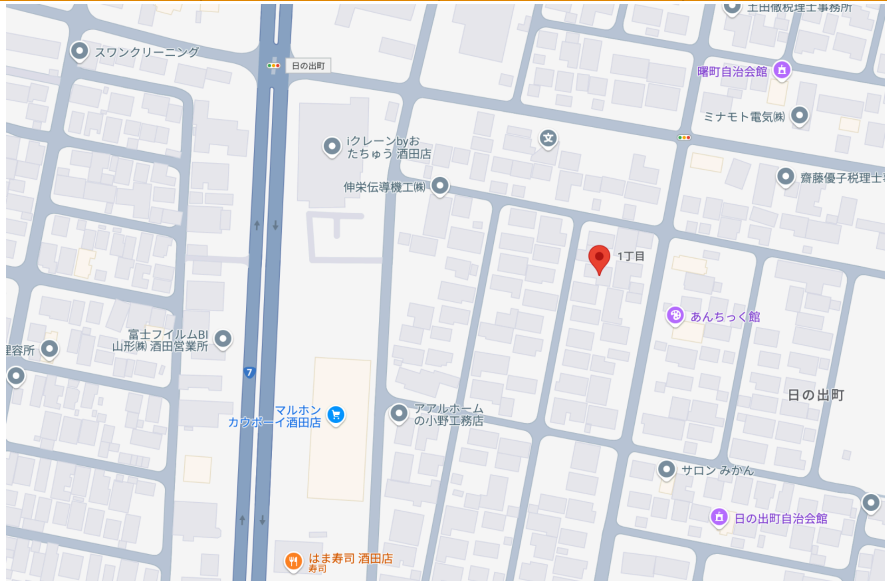 土田徹税理士事務所
スワンクリーニング
日の出町
曙町自治会館
ミナモト電気㈱
iクレーンbyお
たちゅう 酒田店
文
伸栄伝導機工㈱
齋藤優子税理士
1丁目
あんちっく館
富士フイルムBI
山形㈱ 酒田営業所
理容所
7
日の出町
マルホン
カウボーイ酒田店
アアルホーム
の小野工務店
サロン みかん
日の出町自治会館
はま寿司 酒田店
寿司